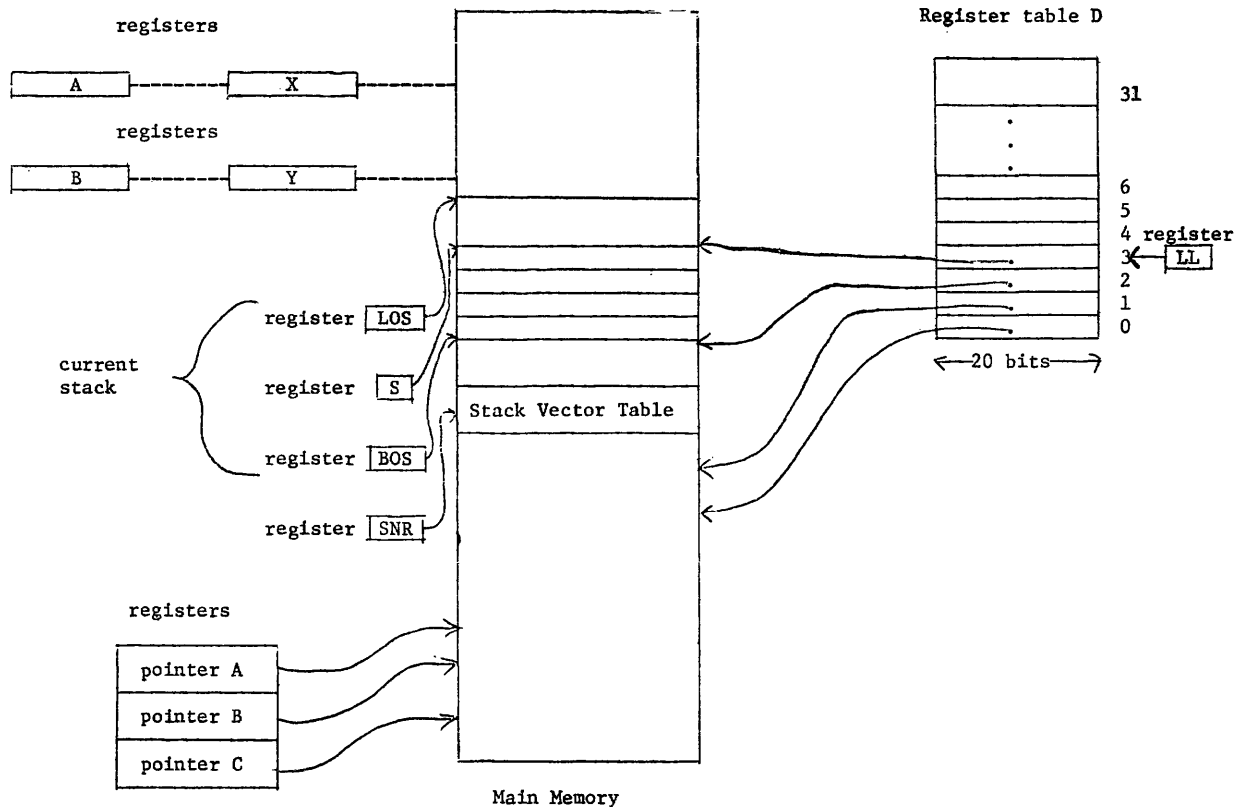 registers
A
X
registers
B
Y
register LOS
current
stack
register S
register BOS
register SNR
Stack Vector Table
registers
pointer A
pointer B
pointer C
Main Memory
Register table D
31
6
5
4
3
2
1
0
register
LL
20 bits